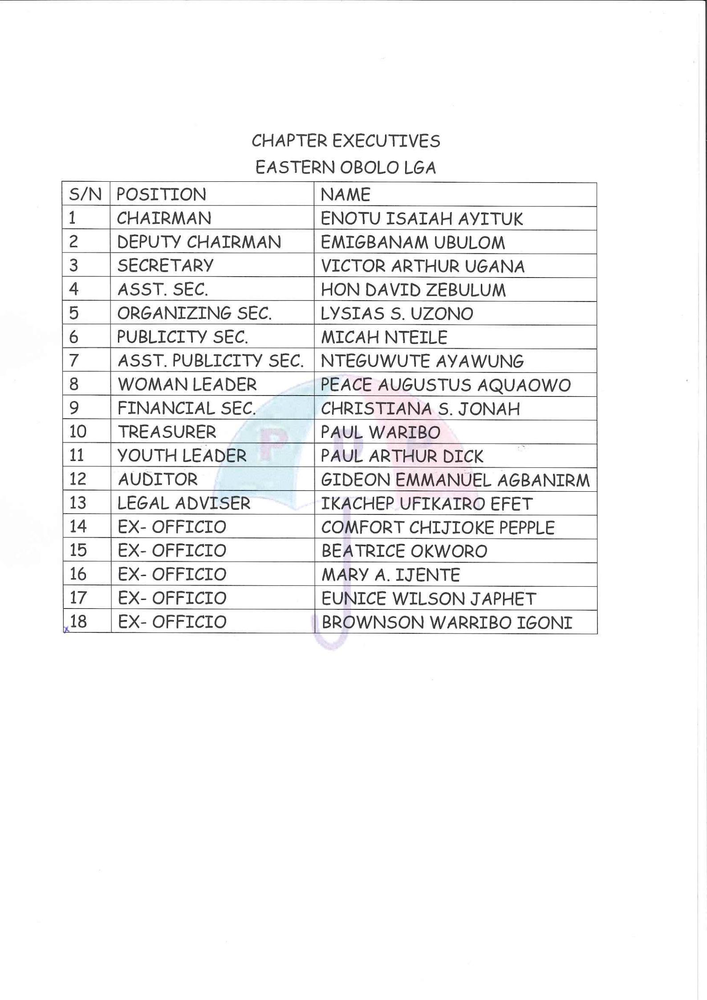 CHAPTER EXECUTIVES
EASTERN OBOLO LGA
S/N POSITION NAME
1 CHAIRMAN ENOTU ISAIAH AYITUK
2 DEPUTY CHAIRMAN EMIGBANAM UBULOM
3 SECRETARY VICTOR ARTHUR UGANA
4 ASST. SEC. HON DAVID ZEBULUM
5 ORGANIZING SEC. LYSIAS S. UZONO
6 PUBLICITY SEC. MICAH NTEILE
7 ASST. PUBLICITY SEC. NTEGUWUTE AYAWUNG
8 WOMAN LEADER PEACE AUGUSTUS AQUAOWO
9 FINANCIAL SEC. CHRISTIANA S. JONAH
10 TREASURER PAUL WARIBO
P D P
11 YOUTH LEADER PAUL ARTHUR DICK
12 AUDITOR GIDEON EMMANUEL AGBANIRM
13 LEGAL ADVISER IKACHEP UFIKAIRO EFET
14 EX- OFFICIO COMFORT CHIJIOKE PEPPLE
15 EX- OFFICIO BEATRICE OKWORO
16 EX- OFFICIO MARY A. IJENTE
17 EX- OFFICIO EUNICE WILSON JAPHET
18 EX- OFFICIO BROWNSON WARRIBO IGONI